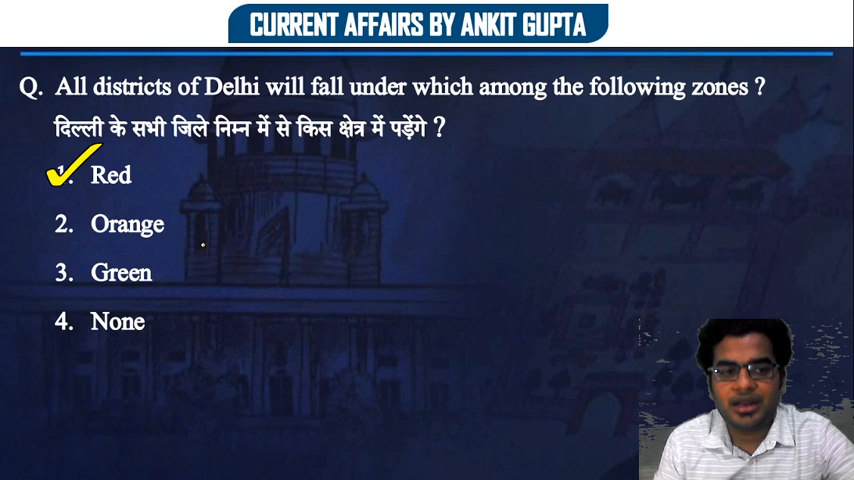 CURRENT AFFAIRS BY ANKIT GUPTA
Q. All districts of Delhi will fall under which among the following zones ?
दिल्ली के सभी जिले निम्न में से किस क्षेत्र में पड़ेंगे ?
1. Red
2. Orange
3. Green
4. None